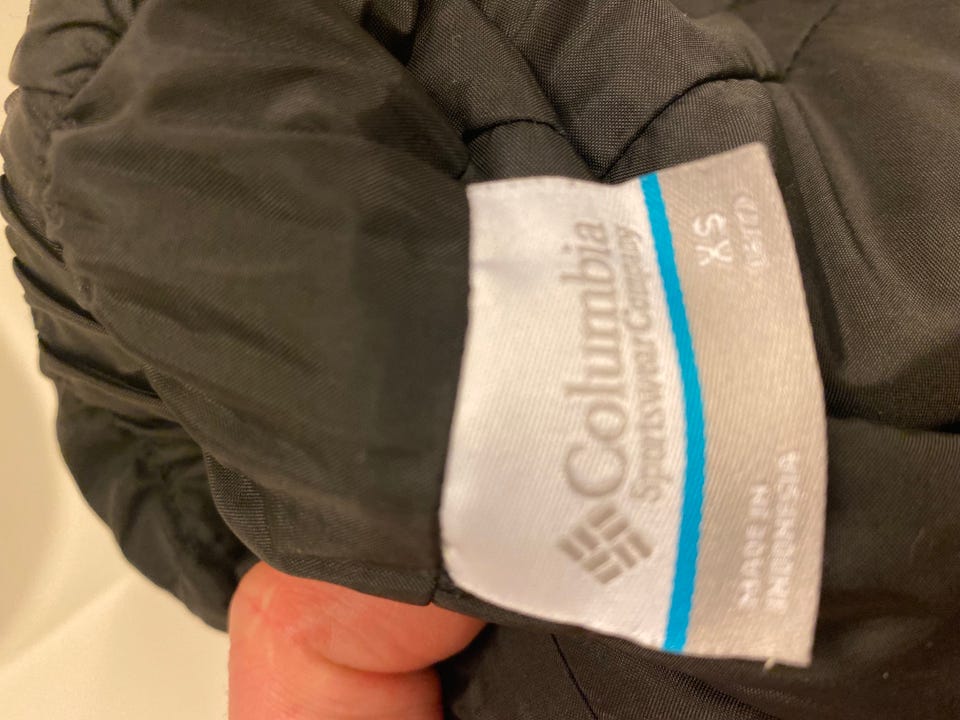 Columbia
Sportswear Company
XS
MADE IN
INDONESIA